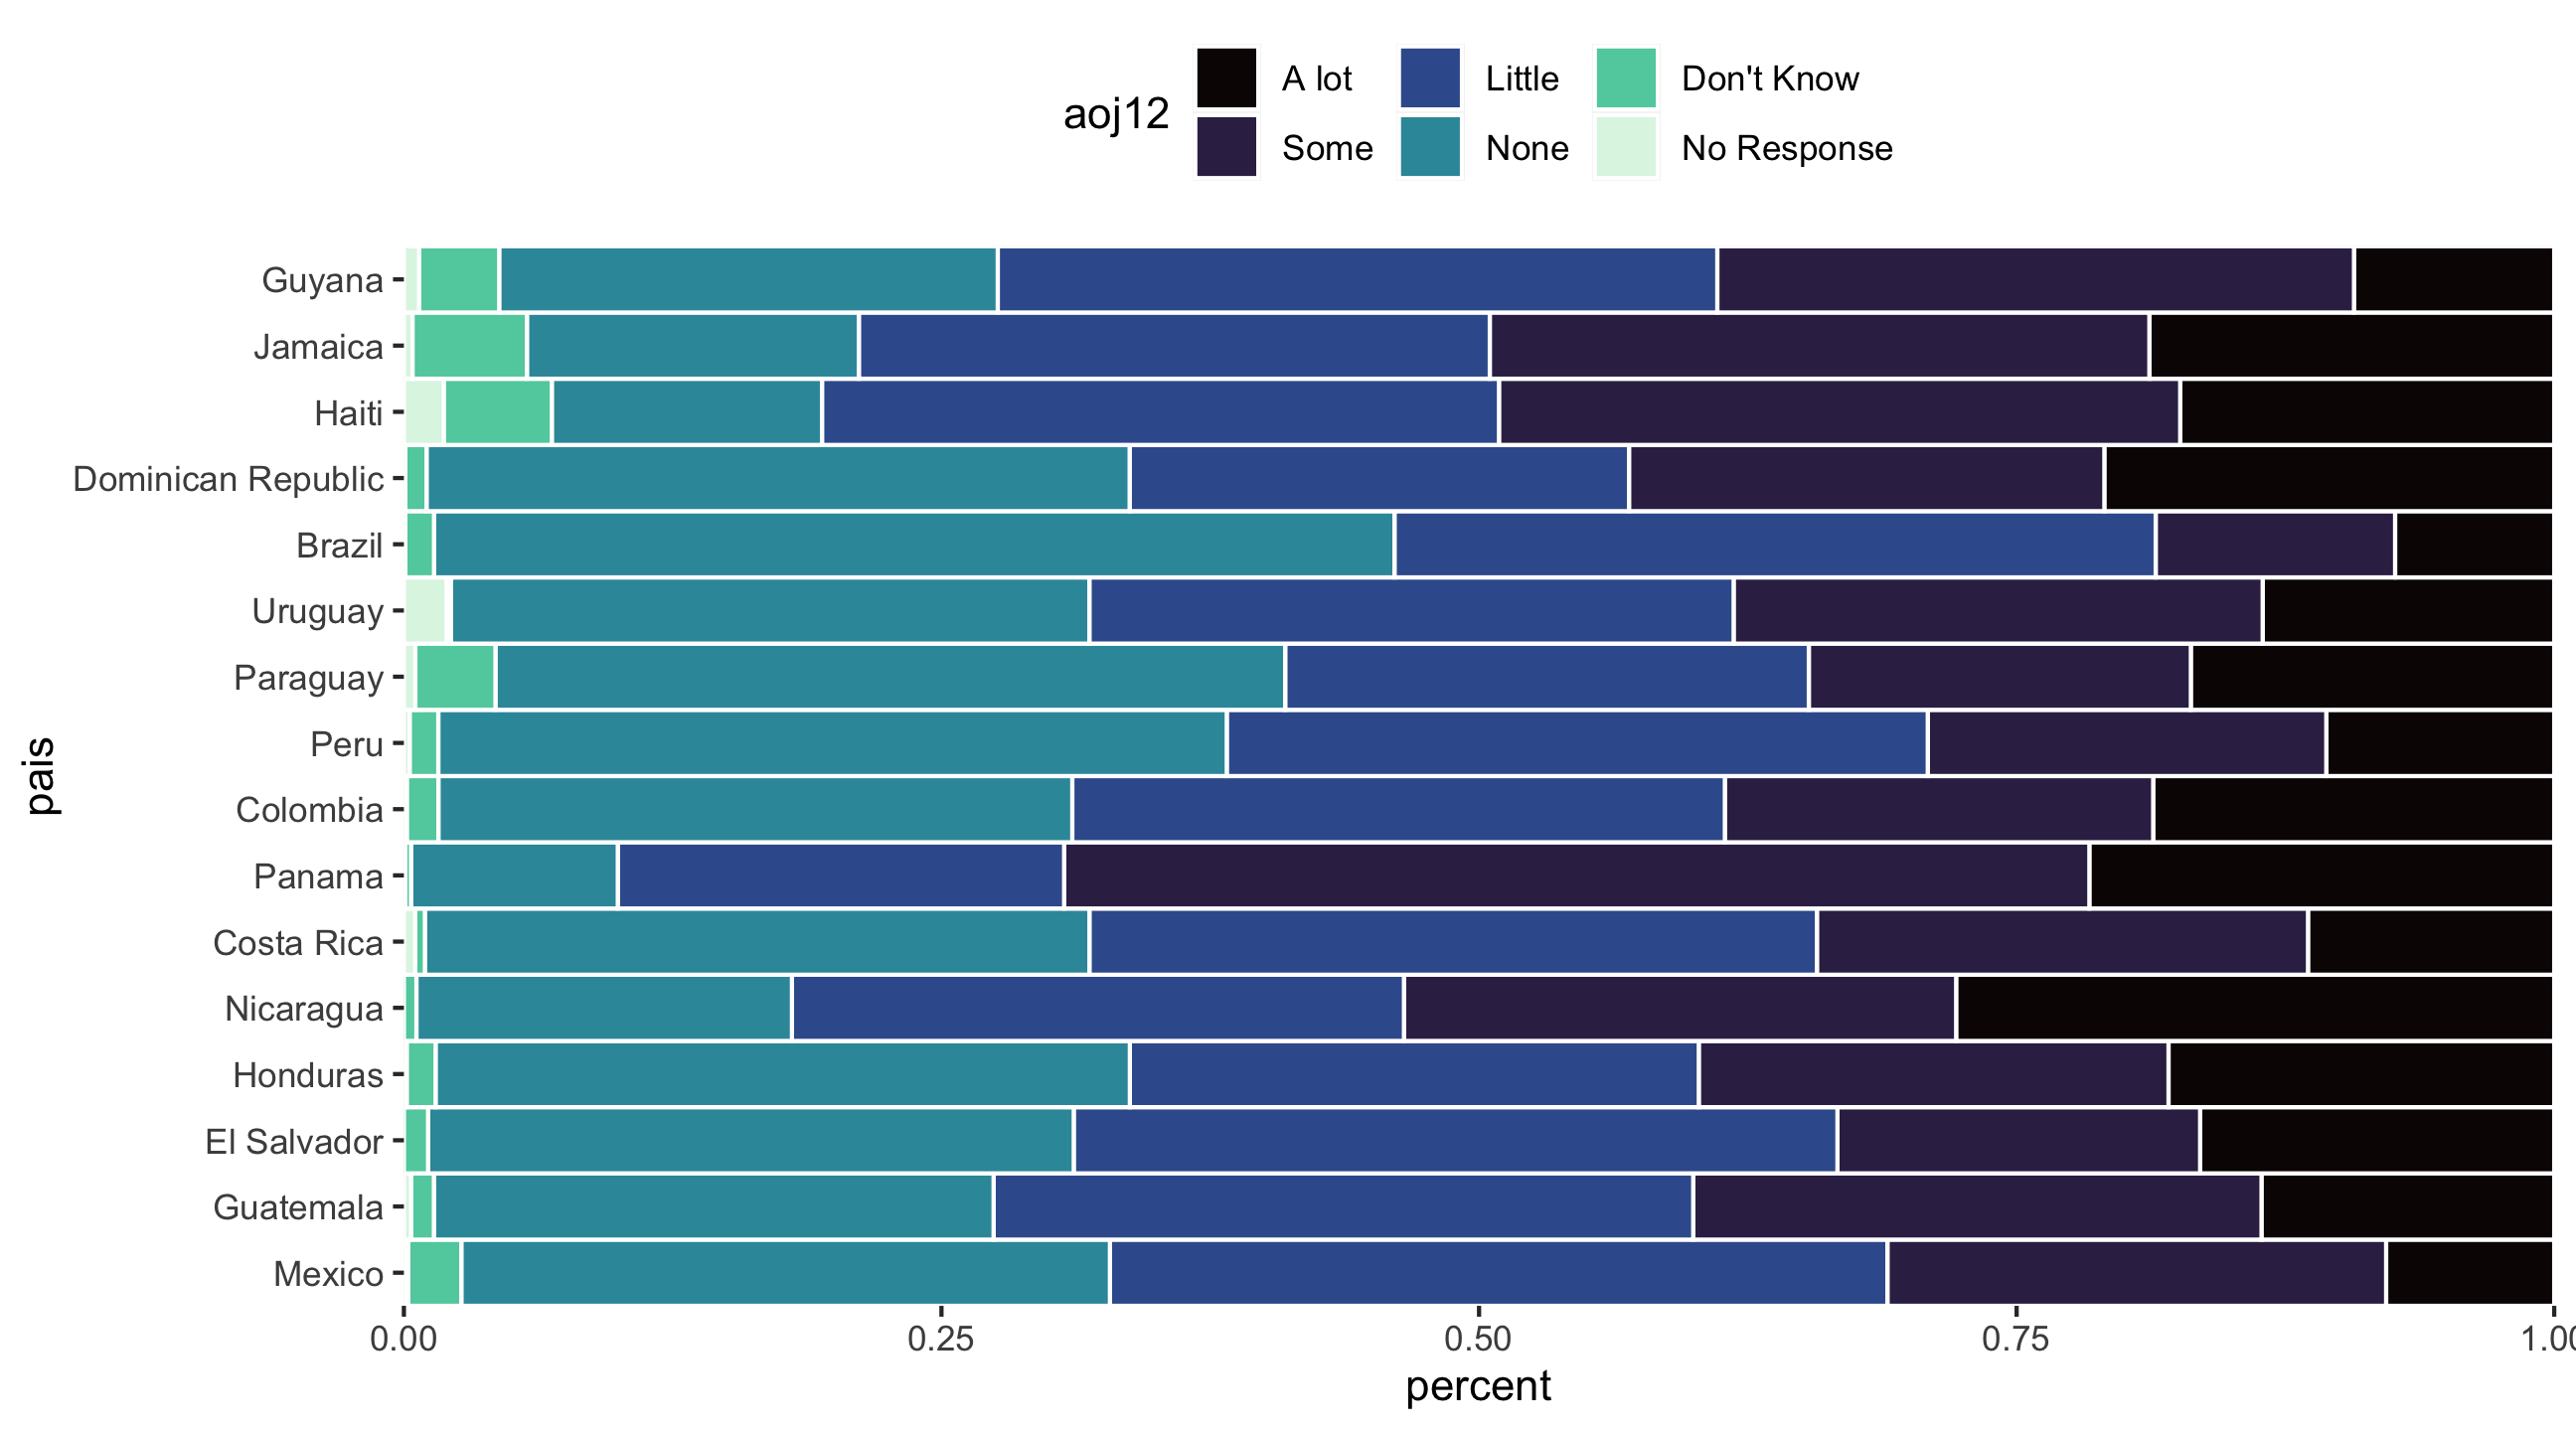 aoj12
A lot
Some
Little
None
Don't Know
No Response
Guyana
Jamaica
Haiti
Dominican Republic
Brazil
Uruguay
Paraguay
Peru
Colombia
Panama
Costa Rica
Nicaragua
Honduras
El Salvador
Guatemala
Mexico
pais
0.00 0.25 0.50 0.75 1.00
percent